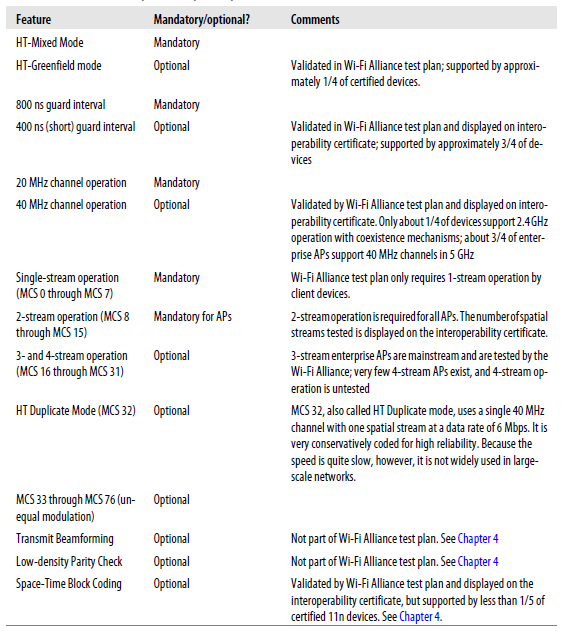 Feature Mandatory/optional? Comments
HT-Mixed Mode Mandatory
HT-Greenfield mode Optional Validated in Wi-Fi Alliance test plan; supported by approxi-
mately 1/4 of certified devices.
800 ns guard interval Mandatory
400 ns (short) guard interval Optional Validated in Wi-Fi Alliance test plan and displayed on intero-
perability certificate; supported by approximately 3/4 of de-
vices
20 MHz channel operation Mandatory
40 MHz channel operation Optional Validated by Wi-Fi Alliance test plan and displayed on intero-
perability certificate. Only about 1/4 of devices support 2.4 GHz
operation with coexistence mechanisms; about 3/4 of enter-
prise APs support 40 MHz channels in 5 GHz
Single-stream operation Mandatory Wi-Fi Alliance test plan only requires 1-stream operation by
(MCS 0 through MCS 7) client devices.
2-stream operation (MCS 8 Mandatory for APs 2-stream operation is required for all APs. The number of spatial
through MCS 15) streams tested is displayed on the interoperability certificate.
3- and 4-stream operation Optional 3-stream enterprise APs are mainstream and are tested by the
(MCS 16 through MCS 31) Wi-Fi Alliance; very few 4-stream APs exist, and 4-stream op-
eration is untested
HT Duplicate Mode (MCS 32) Optional MCS 32, also called HT Duplicate mode, uses a single 40 MHz
channel with one spatial stream at a data rate of 6 Mbps. It is
very conservatively coded for high reliability. Because the
speed is quite slow, however, it is not widely used in large-
scale networks.
MCS 33 through MCS 76 (un- Optional
equal modulation)
Transmit Beamforming Optional Not part of Wi-Fi Alliance test plan. See Chapter 4
Low-density Parity Check Optional Not part of Wi-Fi Alliance test plan. See Chapter 4
Space-Time Block Coding Optional Validated by Wi-Fi Alliance test plan and displayed on the
interoperability certificate, but supported by less than 1/5 of
certified 11n devices. See Chapter 4.